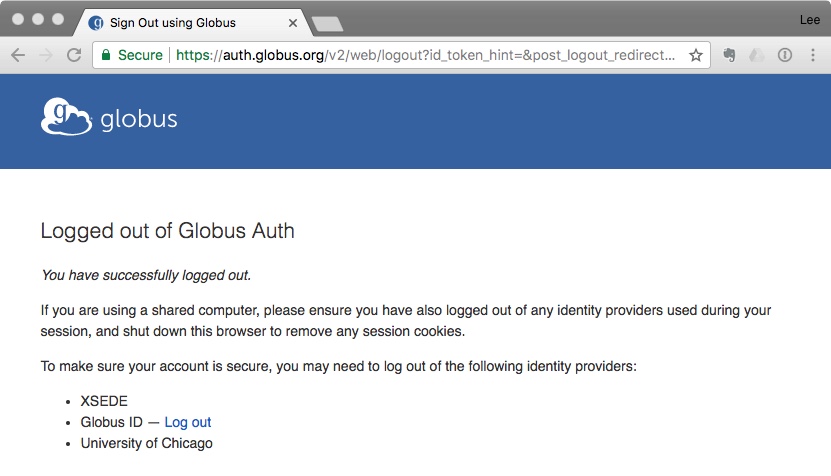 Sign Out using Globus
Lee
Secure
https://auth.globus.org/v2/web/logout?id_token_hint=&post_logout_redirect...
g globus
Logged out of Globus Auth
You have successfully logged out.
If you are using a shared computer, please ensure you have also logged out of any identity providers used during your
session, and shut down this browser to remove any session cookies.
To make sure your account is secure, you may need to log out of the following identity providers:
• XSEDE
• Globus ID — Log out
• University of Chicago